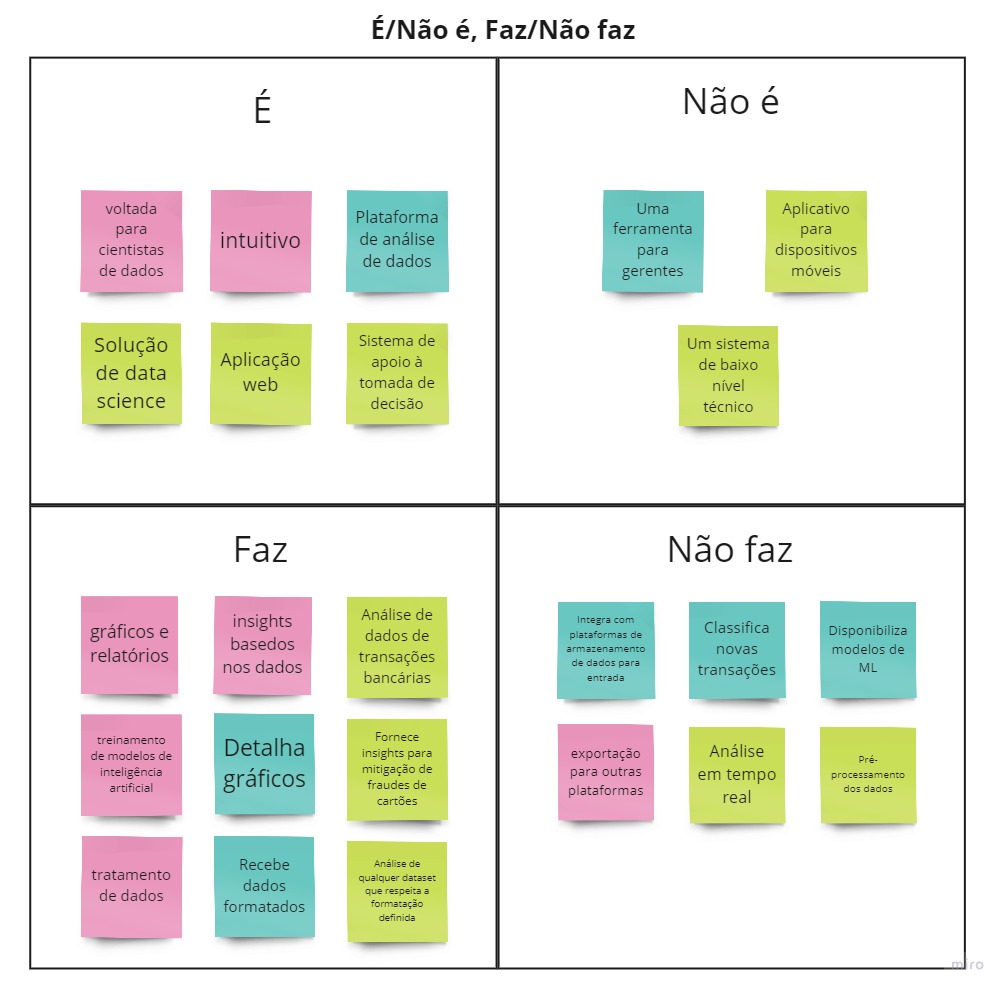 É/Não é, Faz/Não faz
É
voltada
para
cientistas
de dados
intuitivo
Plataforma
de análise
de dados
Solução
de data
science
Aplicação
web
Sistema de
apoio à
tomada de
decisão
Não é
Uma
ferramenta
para
gerentes
Aplicativo
para
dispositivos
móveis
Um sistema
de baixo
nível
técnico
Faz
gráficos e
relatórios
insights
basedos
nos dados
Análise de
dados de
transações
bancárias
treinamento
de modelos de
inteligência
artificial
Detalha
gráficos
Fornece
insights para
mitigação de
fraudes de
cartões
tratamento
de dados
Recebe
dados
formatados
Análise de
qualquer dataset
que respeita a
formatação
definida
Não faz
Integra com
plataformas de
armazenamento
de dados para
entrada
Classifica
novas
transações
Disponibiliza
modelos de
ML
exportação
para outras
plataformas
Análise
em tempo
real
Pré-
processamento
dos dados
miro